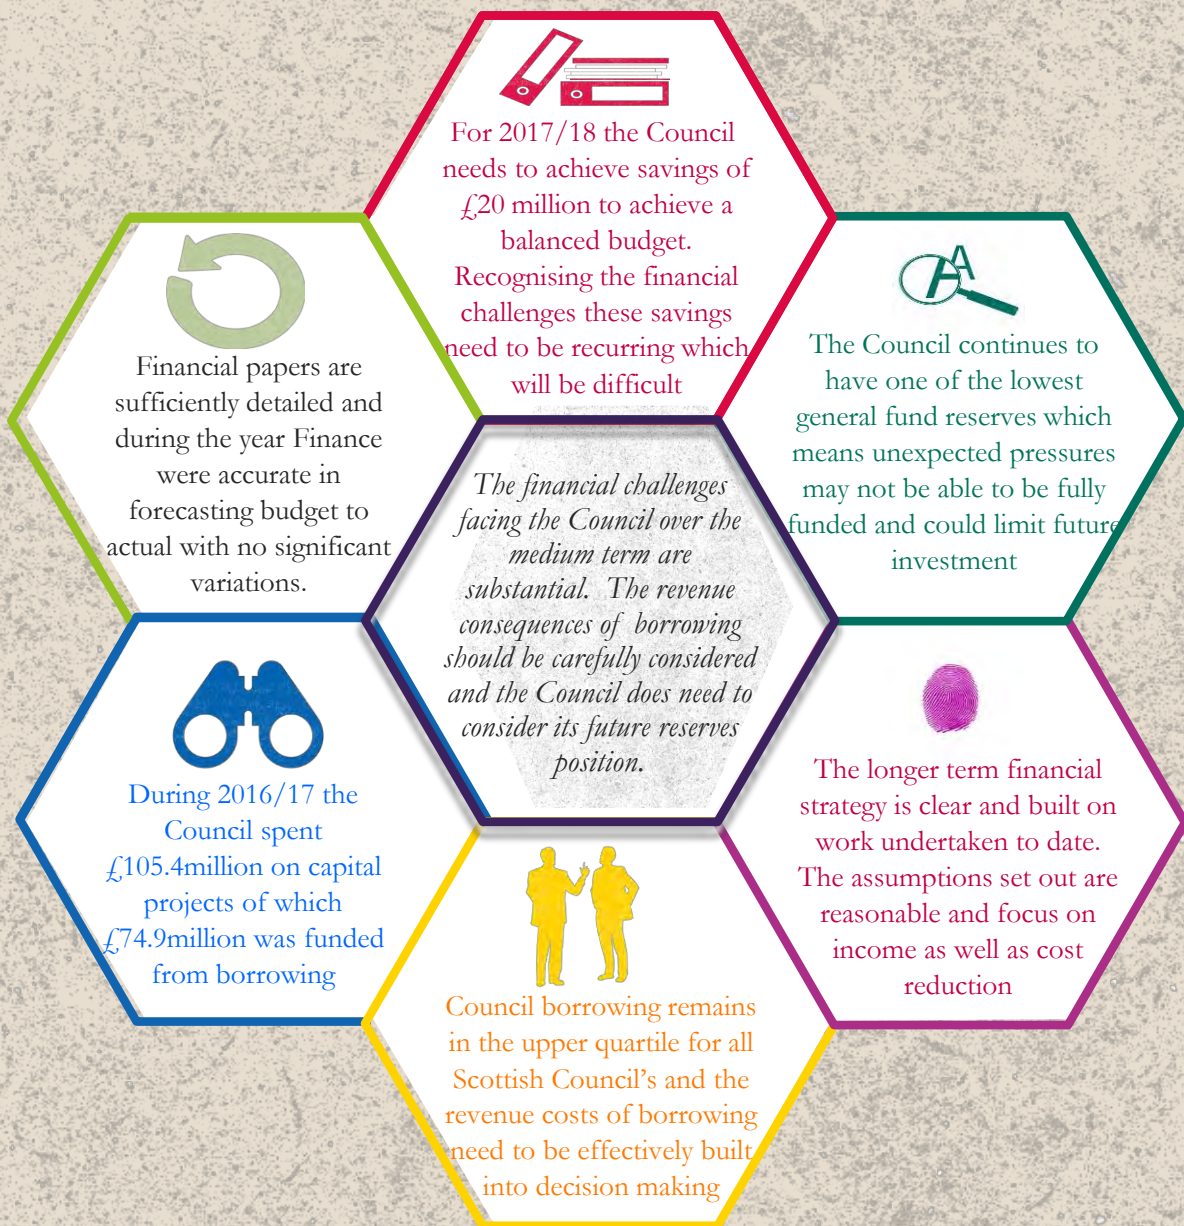 For 2017/18 the Council
needs to achieve savings of
£20 million to achieve a
balanced budget.
Recognising the financial
challenges these savings
need to be recurring which
will be difficult
Financial papers are
sufficiently detailed and
during the year Finance
were accurate in
forecasting budget to
actual with no significant
variations.
A A
The Council continues to
have one of the lowest
general fund reserves which
means unexpected pressures
may not be able to be fully
funded and could limit future
investment
The financial challenges
facing the Council over the
medium term are
substantial. The revenue
consequences of borrowing
should be carefully considered
and the Council does need to
consider its future reserves
position.
During 2016/17 the
Council spent
£105.4million on capital
projects of which
£74.9million was funded
from borrowing
The longer term financial
strategy is clear and built on
work undertaken to date.
The assumptions set out are
reasonable and focus on
income as well as cost
reduction
Council borrowing remains
in the upper quartile for all
Scottish Council's and the
revenue costs of borrowing
need to be effectively built
into decision making